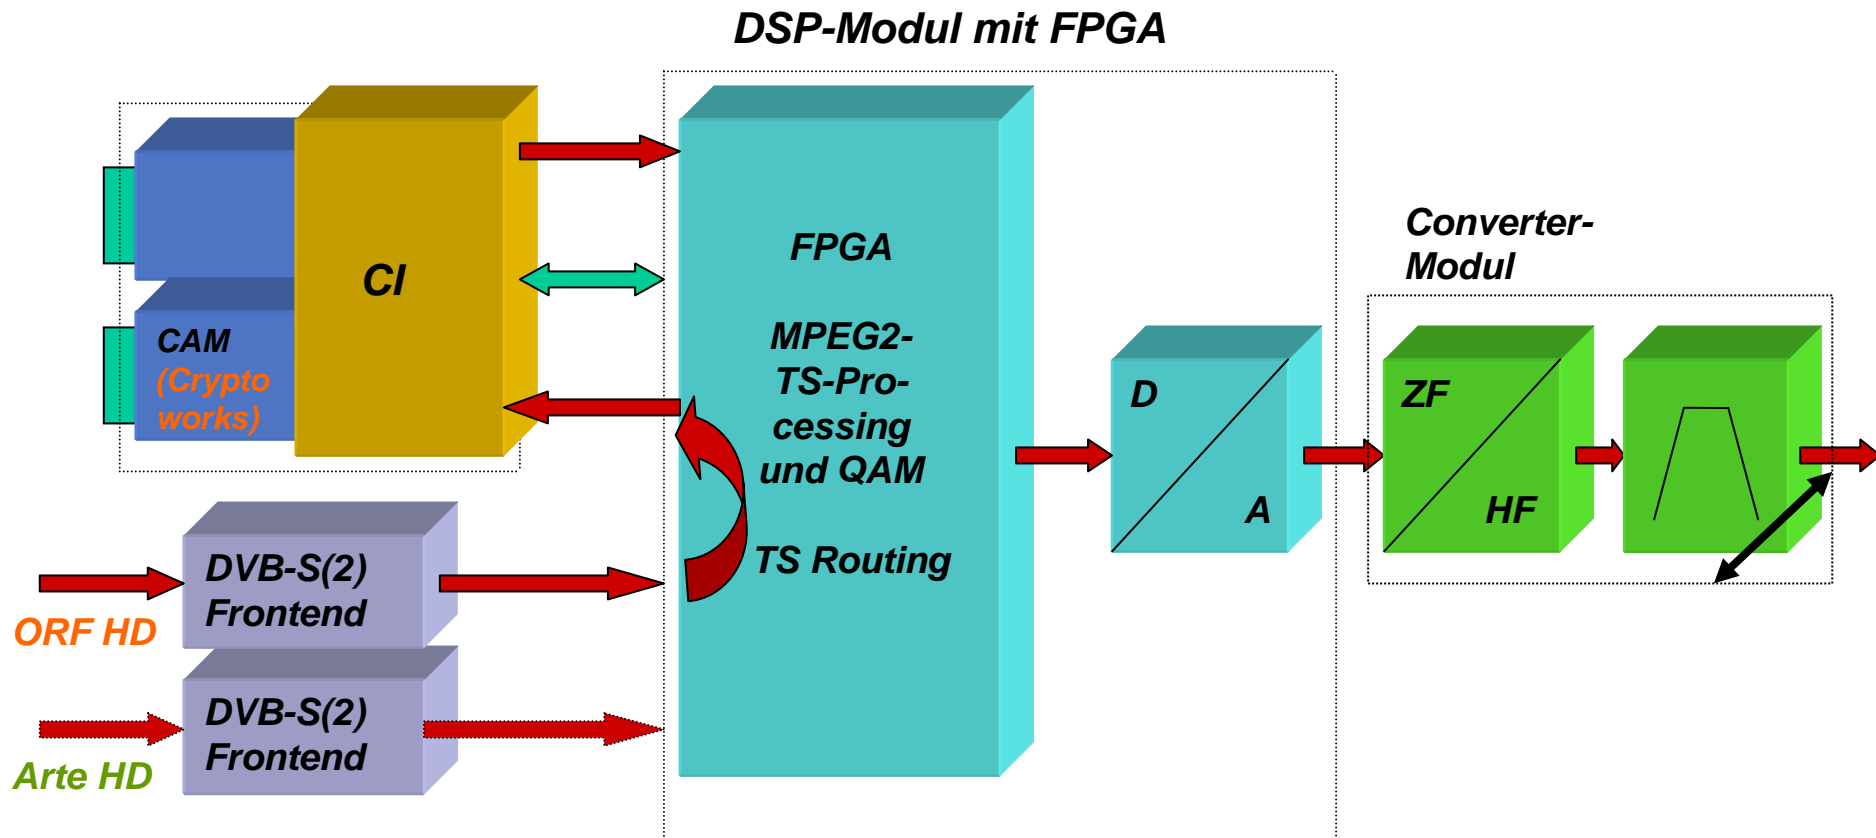 DSP-Modul mit FPGA
CI
CAM
(Crypto
works)
FPGA
MPEG2-
TS-Pro-
cessing
und QAM
TS Routing
DVB-S(2)
Frontend
ORF HD
DVB-S(2)
Frontend
Arte HD
D
A
Converter-
Modul
ZF
HF